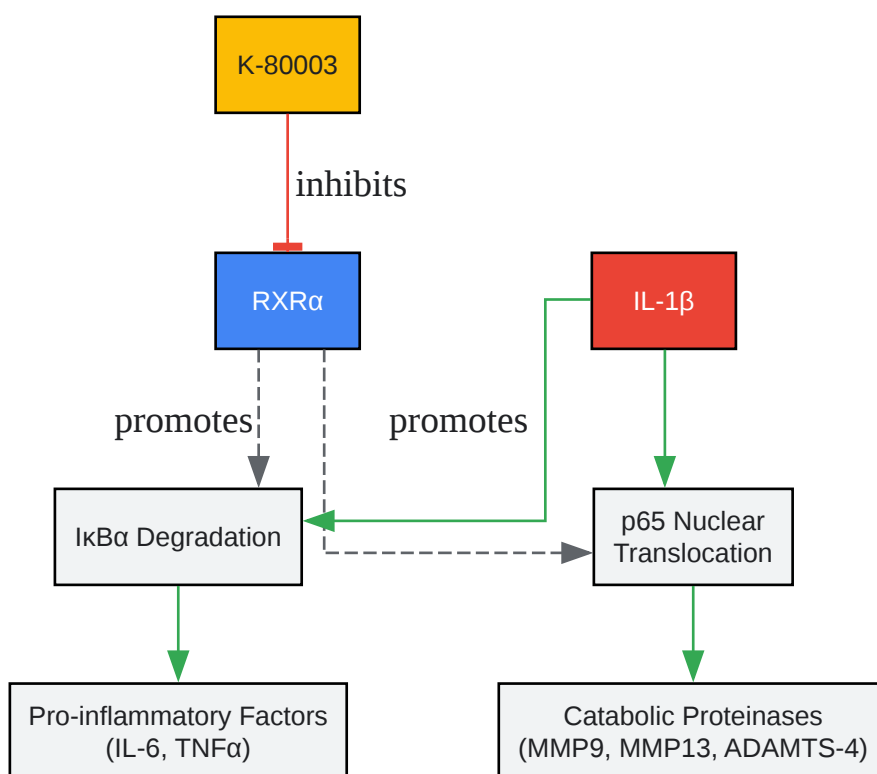 K-80003
inhibits
RXRα
IL-1β
promotes
promotes
IκBα Degradation
p65 Nuclear
Translocation
Pro-inflammatory Factors
(IL-6, TNFα)
Catabolic Proteinases
(MMP9, MMP13, ADAMTS-4)